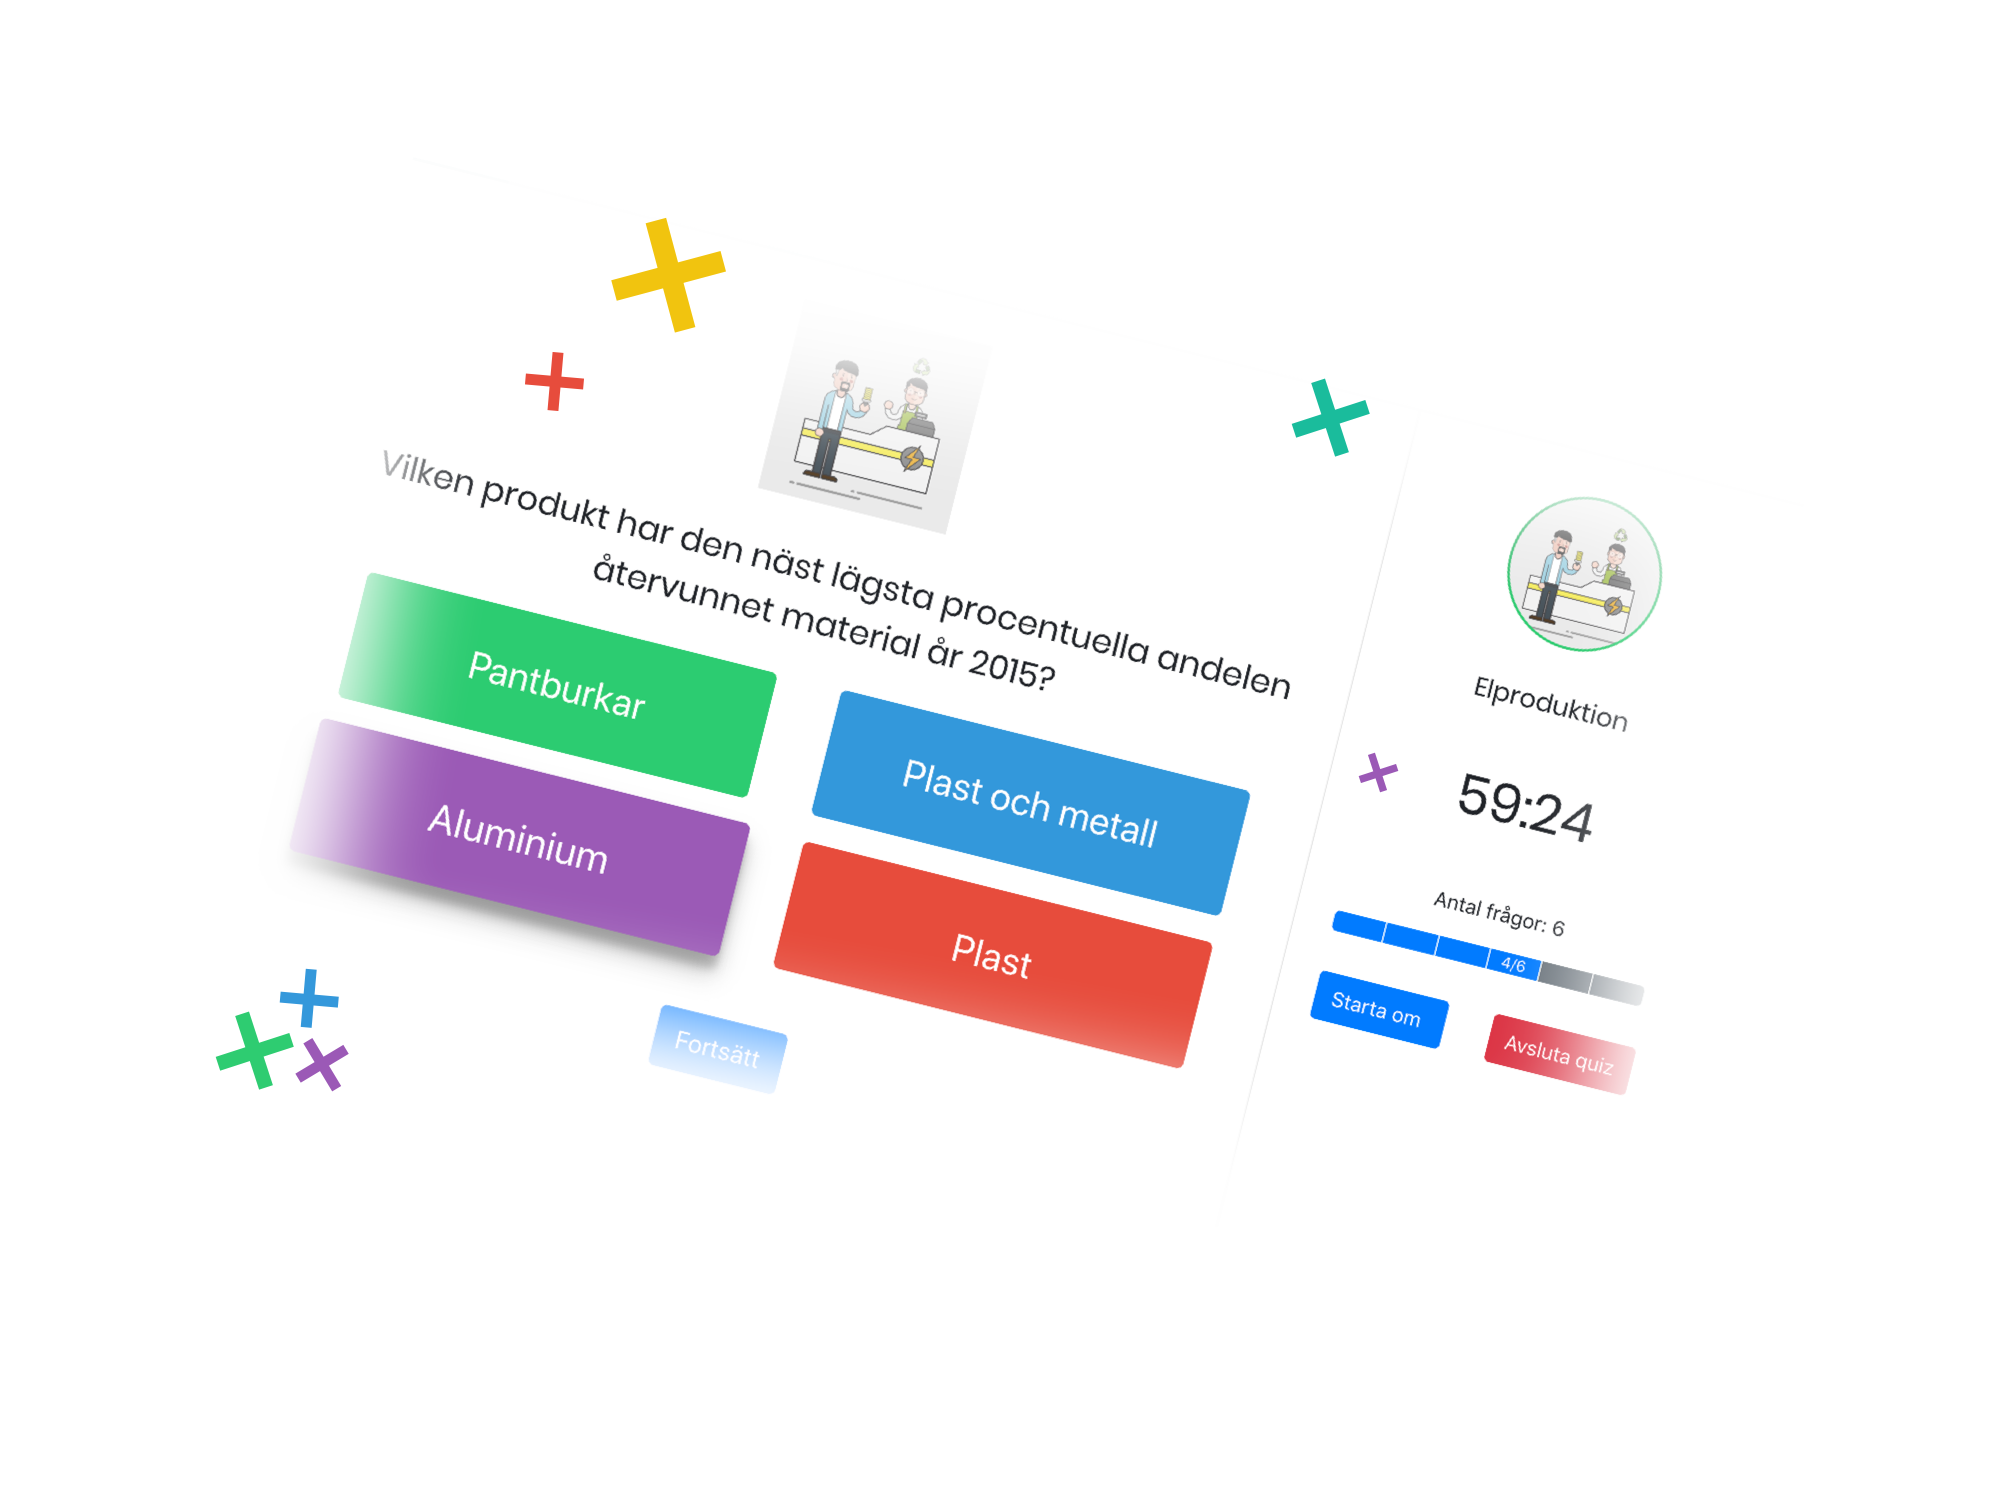 Vilken produkt har den näst lägsta procentuella andelen
återvunnet material år 2015?
Pantburkar
Plast och metall
Aluminium
Plast
Fortsätt
Elproduktion
59:24
Antal frågor: 6
4/6
Starta om
Avsluta quiz